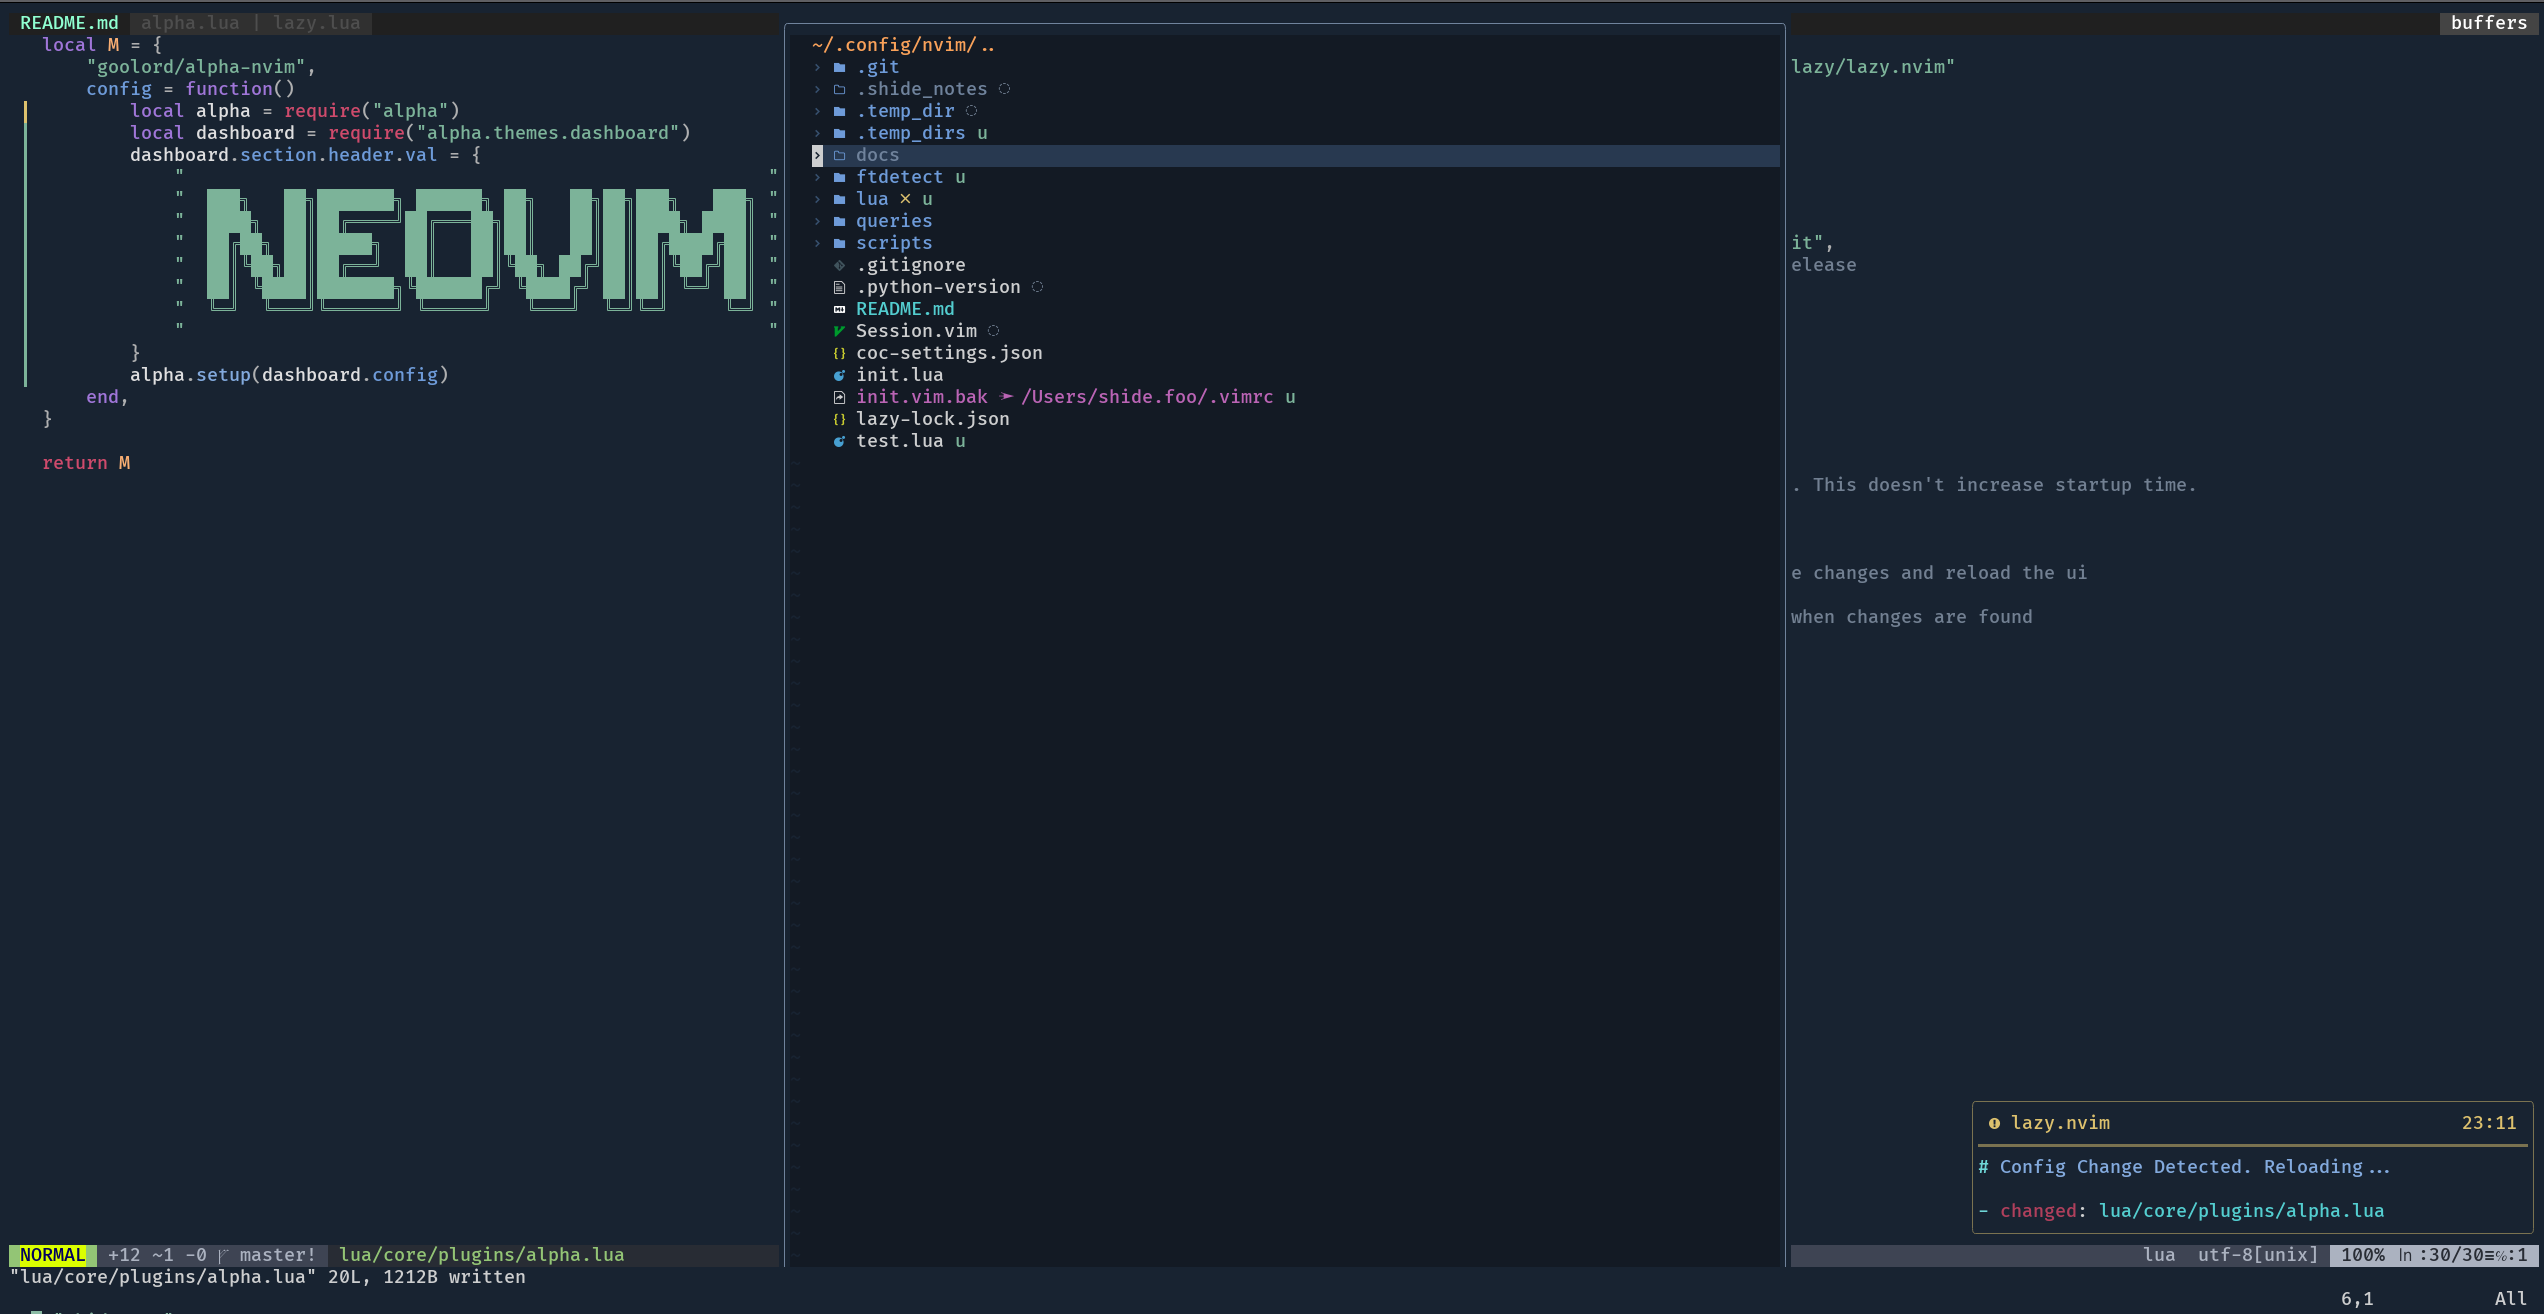 README.md  alpha.lua | lazy.lua
buffers
local M = {
"goolord/alpha-nvim",
config = function()
local alpha = require("alpha")
local dashboard = require("alpha.themes.dashboard")
dashboard.section.header.val = {
" "
" NEOVIM "
" "
}
alpha.setup(dashboard.config)
end,
}
return M
~/.config/nvim/..
.git
.shide_notes ◌
.temp_dir ◌
.temp_dirs u
docs
ftdetect u
lua × u
queries
scripts
.gitignore
.python-version ◌
README.md
Session.vim ◌
coc-settings.json
init.lua
init.vim.bak ➛ /Users/shide.foo/.vimrc u
lazy-lock.json
test.lua u
lazy/lazy.nvim"
it",
elease
. This doesn't increase startup time.
e changes and reload the ui
when changes are found
lazy.nvim 23:11
# Config Change Detected. Reloading...
- changed: lua/core/plugins/alpha.lua
NORMAL +12 ~1 -0 master! lua/core/plugins/alpha.lua
lua utf-8[unix] 100% ln :30/30≡℅:1
"lua/core/plugins/alpha.lua" 20L, 1212B written
6,1 All